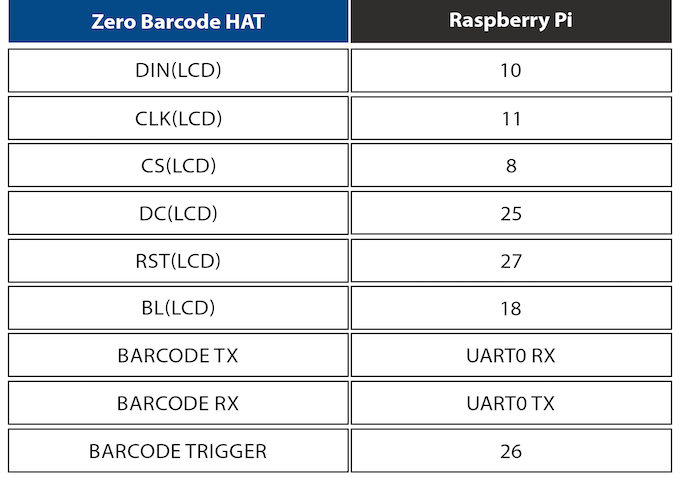 Zero Barcode HAT Raspberry Pi
DIN(LCD) 10
CLK(LCD) 11
CS(LCD) 8
DC(LCD) 25
RST(LCD) 27
BL(LCD) 18
BARCODE TX UART0 RX
BARCODE RX UART0 TX
BARCODE TRIGGER 26